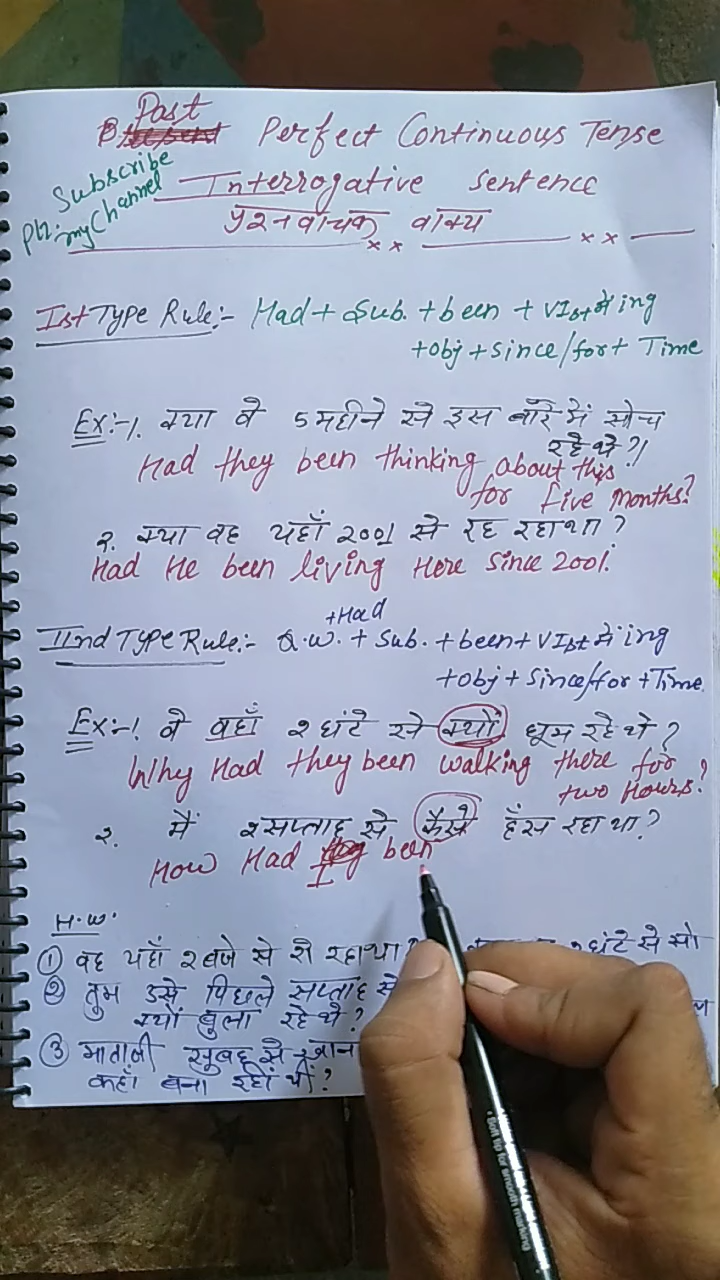 Past
Perfect Continuous Tense
Subscribe
my Channel
Interrogative Sentence
प्रश्नवाचक वाक्य
Ist Type Rule:- Had + Sub. + been + VIst में ing
+obj + since/for + Time
Ex:-1. क्या वे 5 महीने से इस बारे में सोच
रहे थे?
Had they been thinking about this
for five months?
2. क्या वह यहाँ 2001 से रह रहा था?
Had He been living Here since 2001.
+Had
IInd Type Rule:- Q.W. + Sub. + been + VIst में ing
+obj + Since/for + Time.
Ex:-1. वे वहाँ 2 घंटे से क्यों घूम रहे थे?
Why Had they been walking there for
two Hours?
2. मैं 2 सप्ताह से कैसे हँस रहा था?
How Had I been
H.W.
① वह यहाँ 2 बजे से रो रहा था? घंटे से सो
② तुम उसे पिछले सप्ताह से
क्यों बुला रहे थे?
③ माताजी सुबह से
कहाँ बना रहीं थीं?
Soft tip for smooth marking